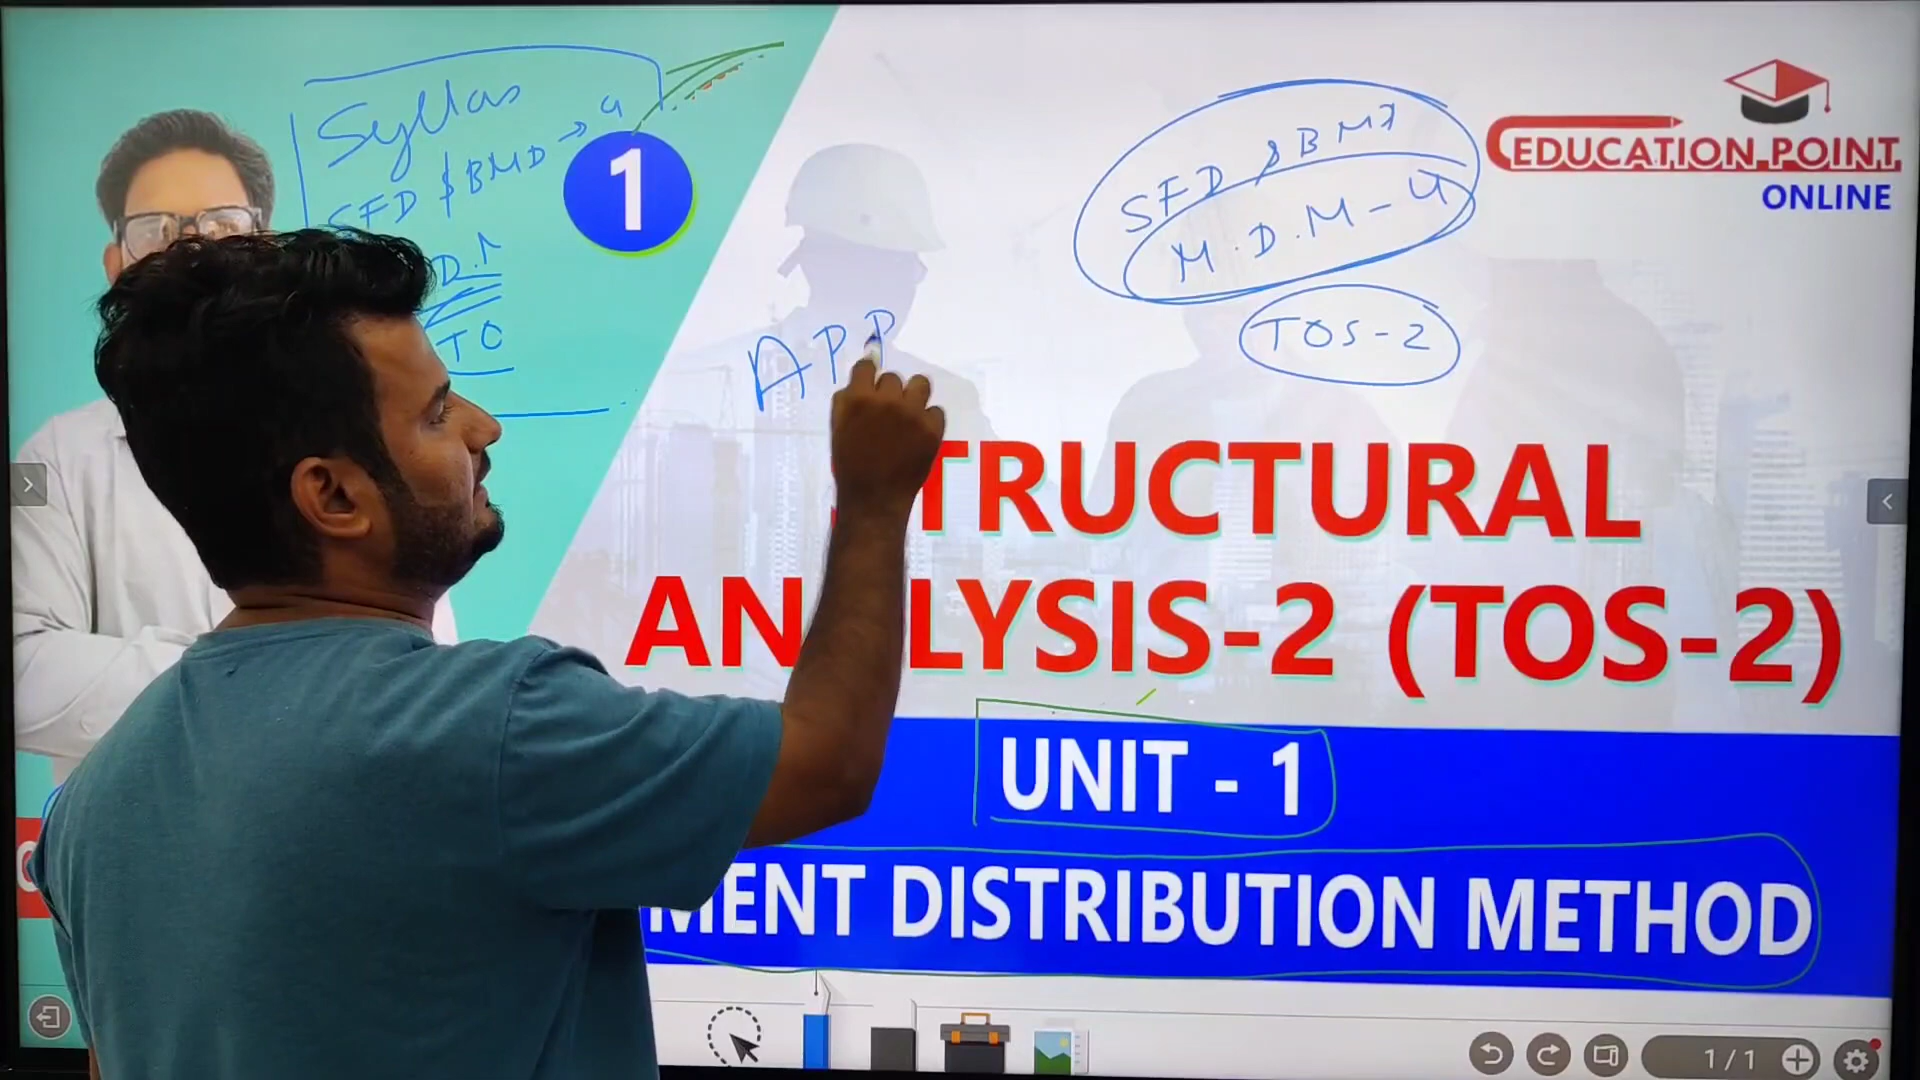 Syllas
SFD & BMD → 4
D.M
TO
1
SFD & BMD
M.D.M - 4
TOS-2
APP
EDUCATION POINT
ONLINE
TRUCTURAL
AN LYSIS-2 (TOS-2)
UNIT - 1
MENT DISTRIBUTION METHOD
1/1